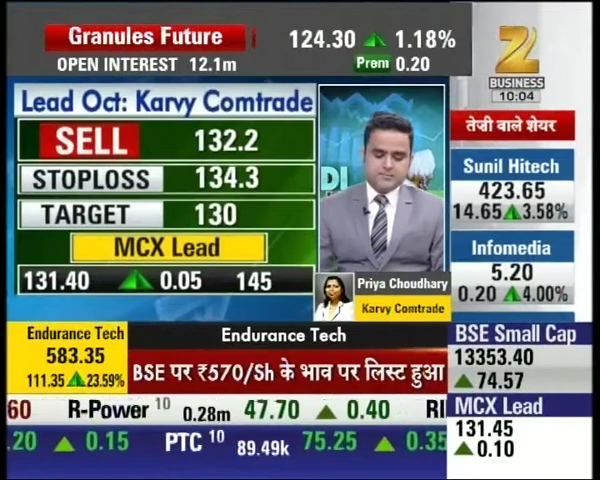 Granules Future
124.30 1.18%
OPEN INTEREST 12.1m
Prem 0.20
Z
BUSINESS
10:04
Lead Oct: Karvy Comtrade
SELL 132.2
STOPLOSS 134.3
TARGET 130
MCX Lead
131.40 0.05 145
DI
Priya Choudhary
Karvy Comtrade
तेजी वाले शेयर
Sunil Hitech
423.65
14.65 3.58%
Infomedia
5.20
0.20 4.00%
Endurance Tech
583.35
111.35 23.59%
Endurance Tech
BSE पर ₹570/Sh के भाव पर लिस्ट हुआ
BSE Small Cap
13353.40
74.57
MCX Lead
131.45
0.10
60 R-Power 10 0.28m 47.70 0.40 RI
.20 0.15 PTC 10 89.49k 75.25 0.35